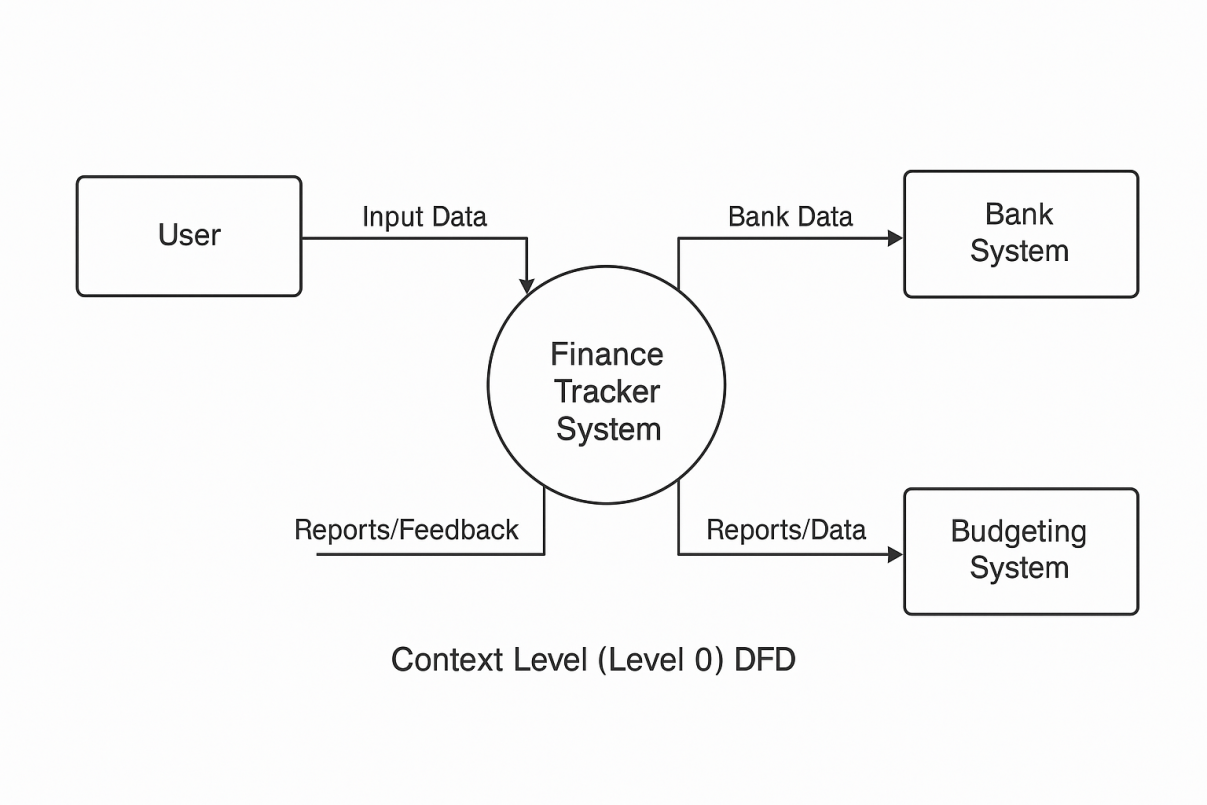 User
Input Data
Bank Data
Bank
System
Finance
Tracker
System
Reports/Feedback
Reports/Data
Budgeting
System
Context Level (Level 0) DFD